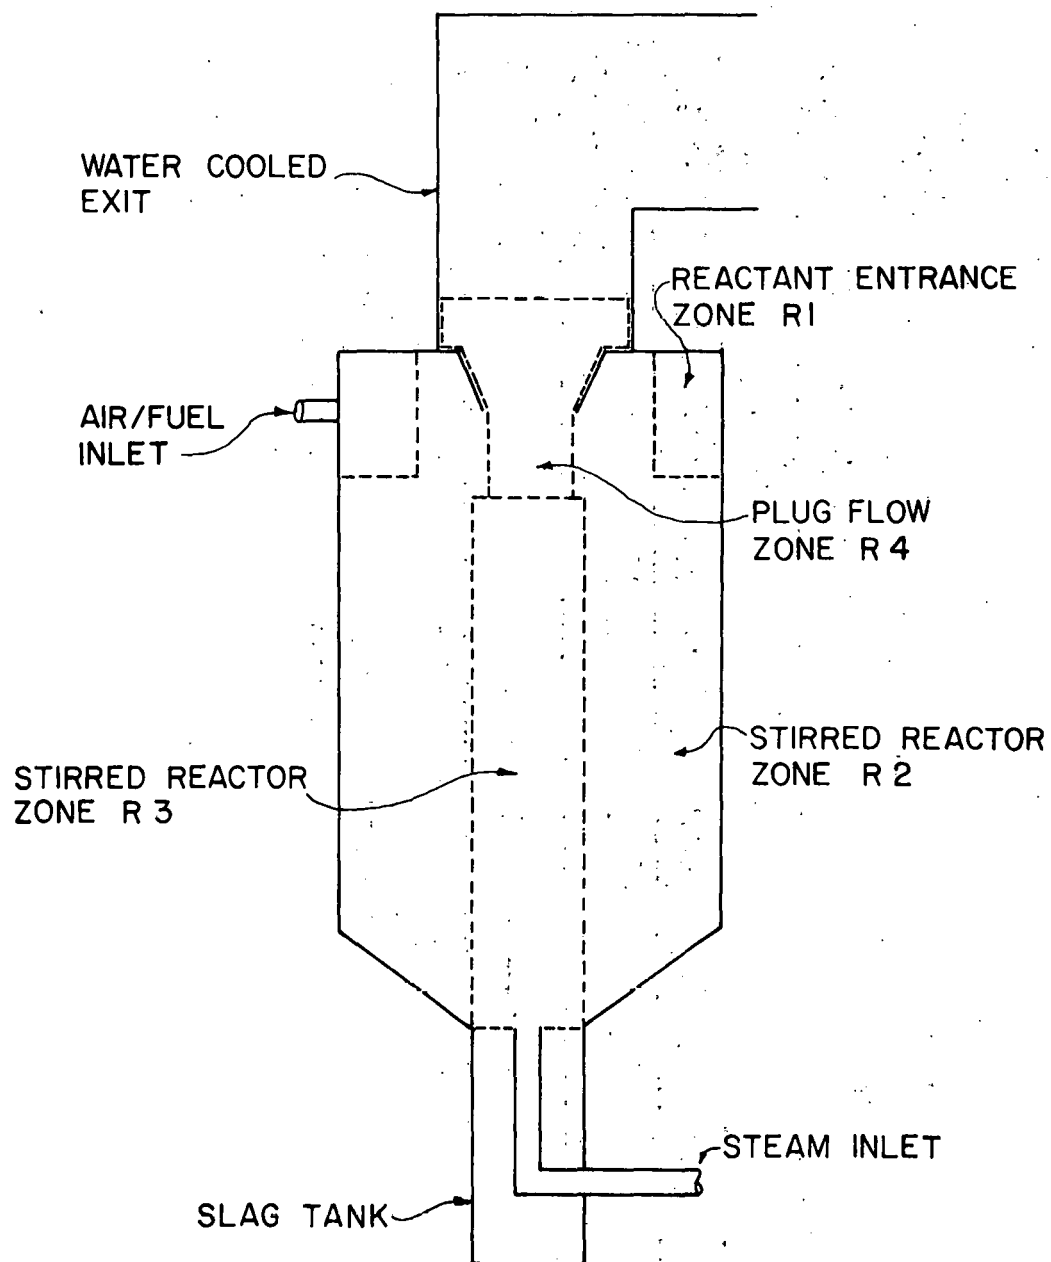 WATER COOLED
EXIT
REACTANT ENTRANCE
ZONE R1
AIR/FUEL
INLET
PLUG FLOW
ZONE R4
STIRRED REACTOR
ZONE R2
STIRRED REACTOR
ZONE R3
STEAM INLET
SLAG TANK